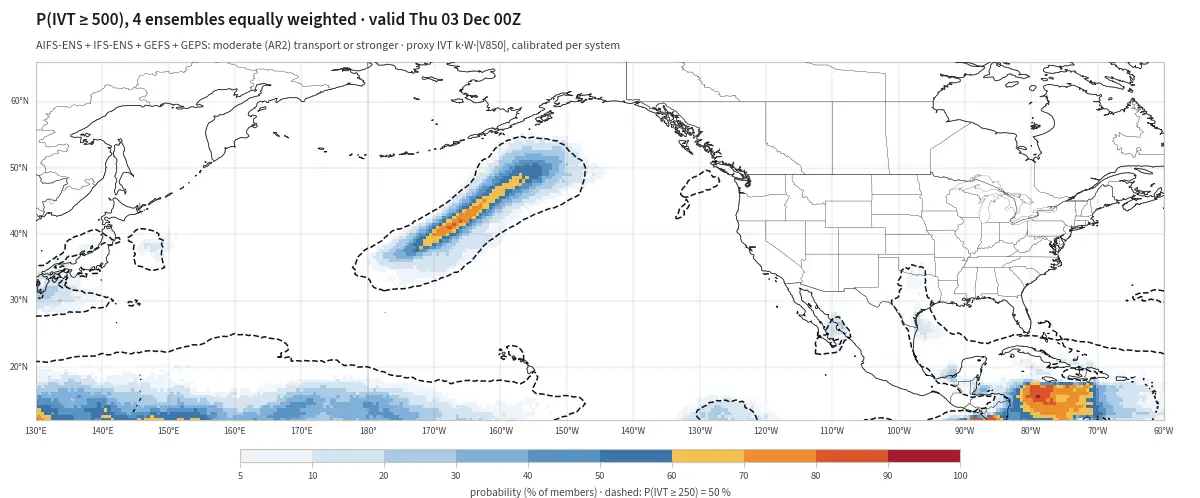 P(IVT ≥ 500), 4 ensembles equally weighted · valid Thu 03 Dec 00Z
AIFS-ENS + IFS-ENS + GEFS + GEPS: moderate (AR2) transport or stronger · proxy IVT k·W·|V850|, calibrated per system
60°N
50°N
40°N
30°N
20°N
130°E 140°E 150°E 160°E 170°E 180° 170°W 160°W 150°W 140°W 130°W 120°W 110°W 100°W 90°W 80°W 70°W 60°W
5 10 20 30 40 50 60 70 80 90 100
probability (% of members) · dashed: P(IVT ≥ 250) = 50 %